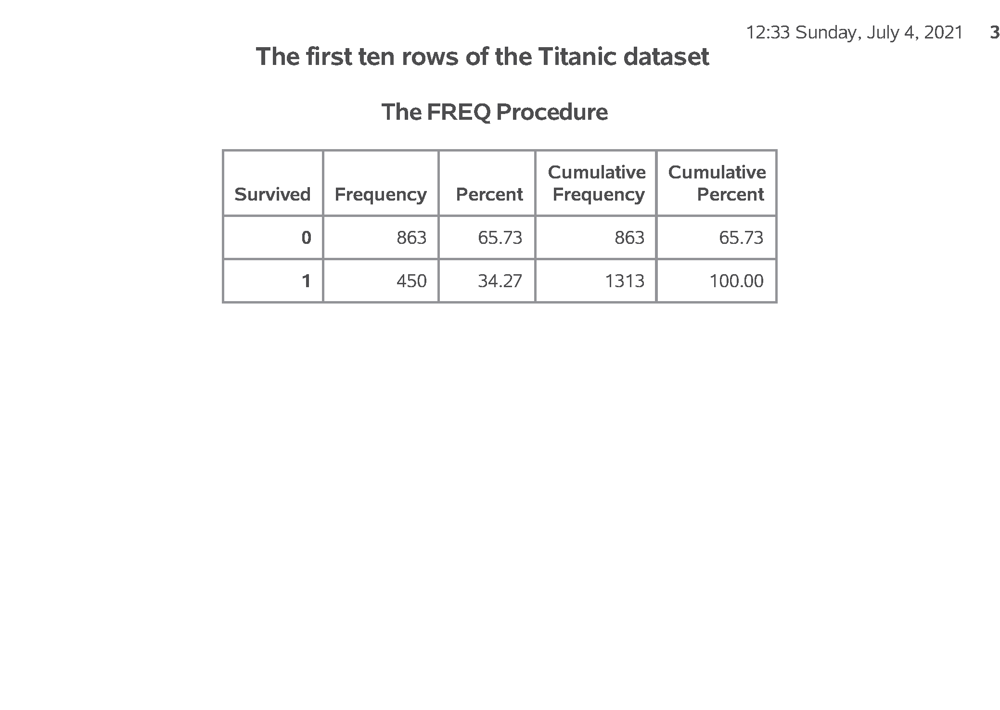 12:33 Sunday, July 4, 2021 3
The first ten rows of the Titanic dataset
The FREQ Procedure
Survived Frequency Percent Cumulative Frequency Cumulative Percent
0 863 65.73 863 65.73
1 450 34.27 1313 100.00